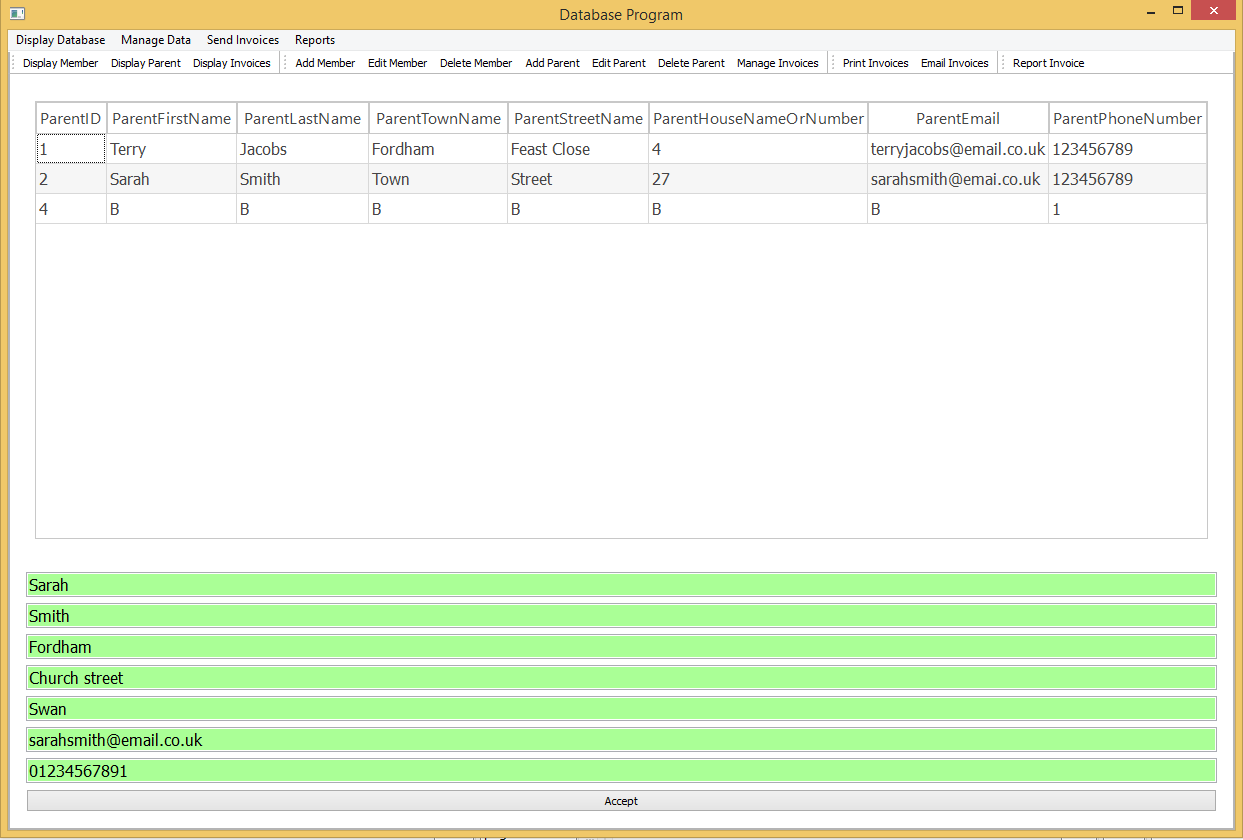 Database Program
Display Database Manage Data Send Invoices Reports
Display Member Display Parent Display Invoices Add Member Edit Member Delete Member Add Parent Edit Parent Delete Parent Manage Invoices Print Invoices Email Invoices Report Invoice
ParentID ParentFirstName ParentLastName ParentTownName ParentStreetName ParentHouseNameOrNumber ParentEmail ParentPhoneNumber
1 Terry Jacobs Fordham Feast Close 4 terryjacobs@email.co.uk 123456789
2 Sarah Smith Town Street 27 sarahsmith@emai.co.uk 123456789
4 B B B B B B 1
Sarah
Smith
Fordham
Church street
Swan
sarahsmith@email.co.uk
01234567891
Accept